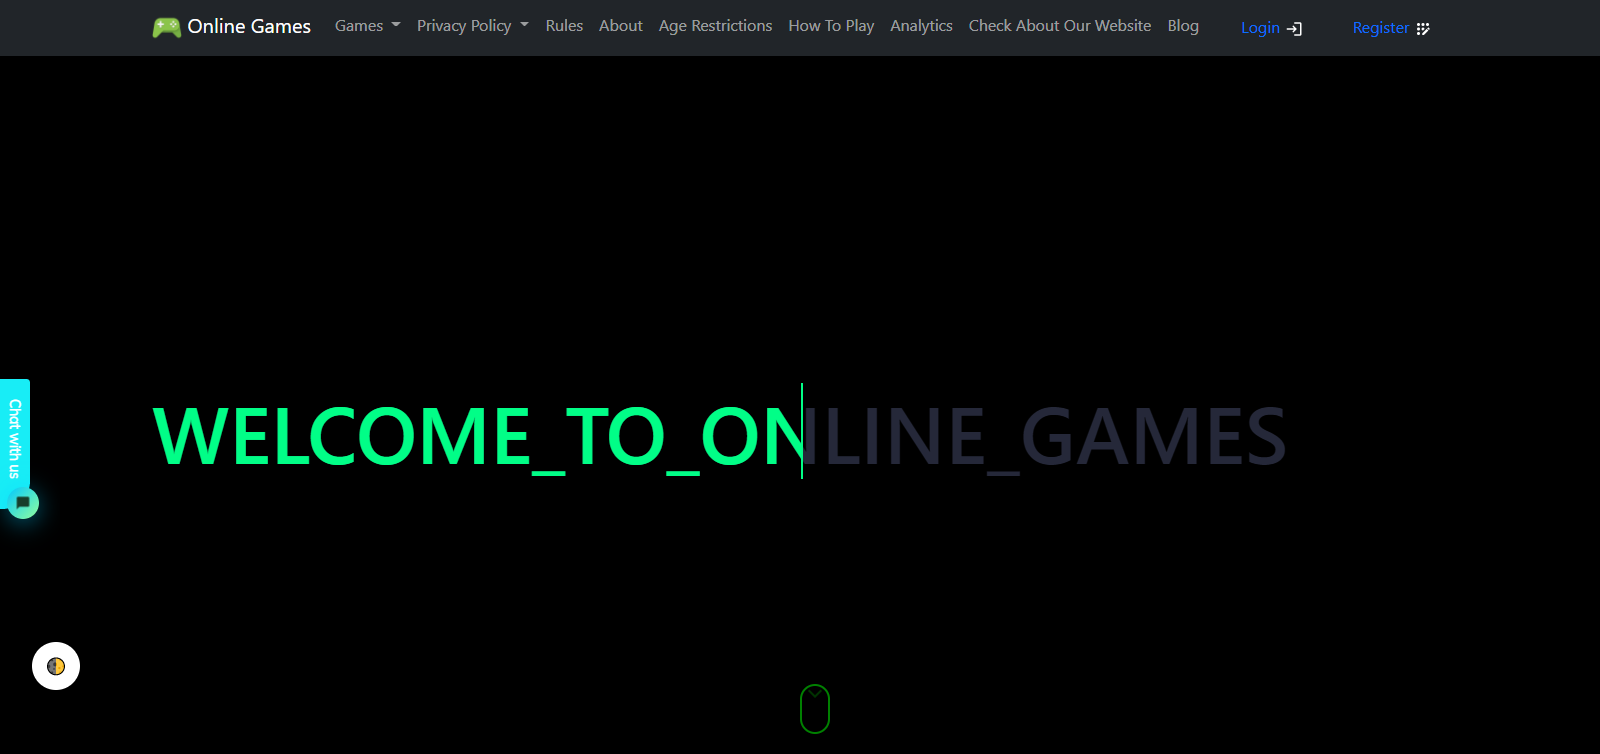 Online Games Games Privacy Policy Rules About Age Restrictions How To Play Analytics Check About Our Website Blog Login Register
WELCOME_TO_ONLINE_GAMES
Chat with us